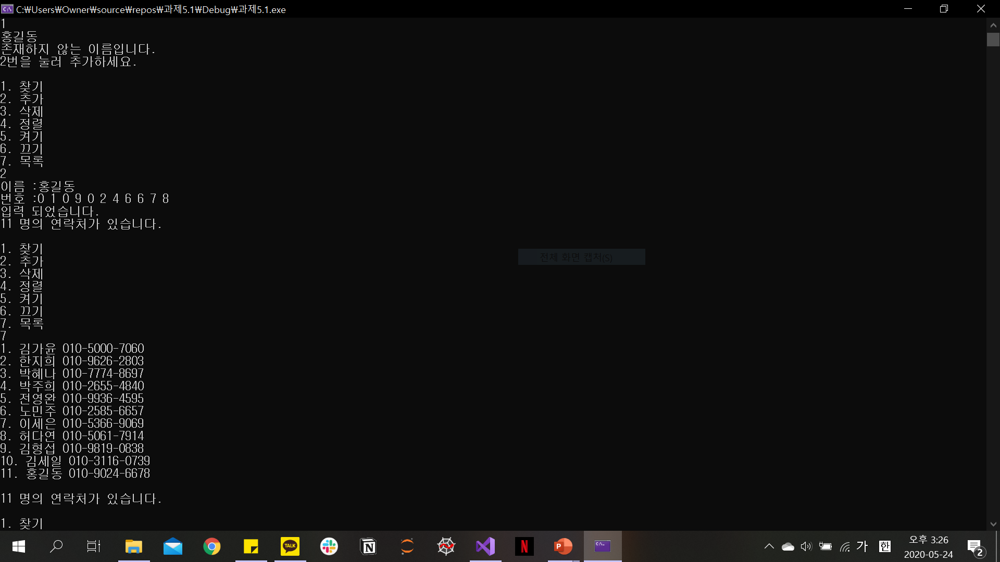 C:\Users\Owner\source\repos\과제5.1\Debug\과제5.1.exe
1
홍길동
존재하지 않는 이름입니다.
2번을 눌러 추가하세요.
1. 찾기
2. 추가
3. 삭제
4. 정렬
5. 켜기
6. 끄기
7. 목록
2
이름 :홍길동
번호 :0 1 0 9 0 2 4 6 6 7 8
입력 되었습니다.
11 명의 연락처가 있습니다.
1. 찾기
2. 추가
3. 삭제
4. 정렬
5. 켜기
6. 끄기
7. 목록
7
1. 김가윤 010-5000-7060
2. 한지희 010-9626-2803
3. 박혜나 010-7774-8697
4. 박주희 010-2655-4840
5. 전영완 010-9936-4595
6. 노민주 010-2585-6657
7. 이세은 010-5366-9069
8. 허다연 010-5061-7914
9. 김형섭 010-9819-0838
10. 김세일 010-3116-0739
11. 홍길동 010-9024-6678
11 명의 연락처가 있습니다.
1. 찾기
전체 화면 캡처(S)
TALK
N
N
P
C:\.
가
한
오후 3:26
2020-05-24
2